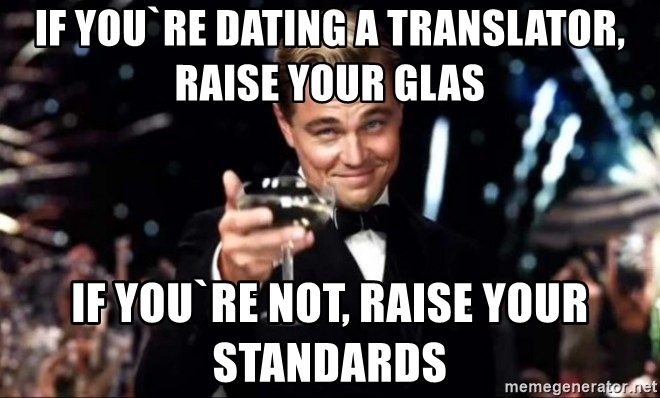 IF YOU`RE DATING A TRANSLATOR,
RAISE YOUR GLAS
IF YOU`RE NOT, RAISE YOUR
STANDARDS
memegenerator.net